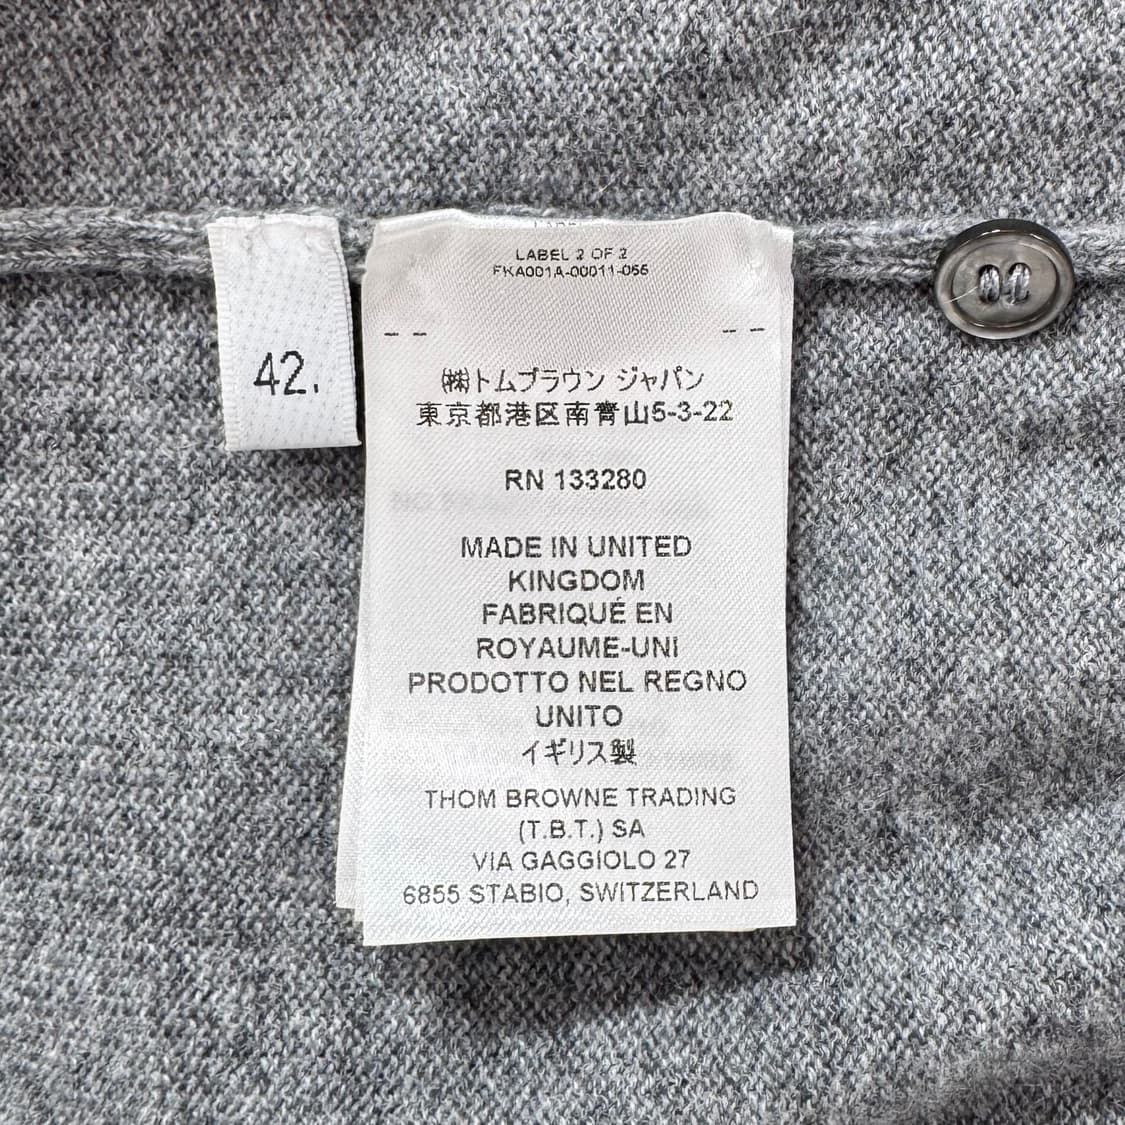 42.
LABEL 2 OF 2
FKA001A-00011-055
㈱トムブラウン ジャパン
東京都港区南青山5-3-22
RN 133280
MADE IN UNITED
KINGDOM
FABRIQUÉ EN
ROYAUME-UNI
PRODOTTO NEL REGNO
UNITO
イギリス製
THOM BROWNE TRADING
(T.B.T.) SA
VIA GAGGIOLO 27
6855 STABIO, SWITZERLAND